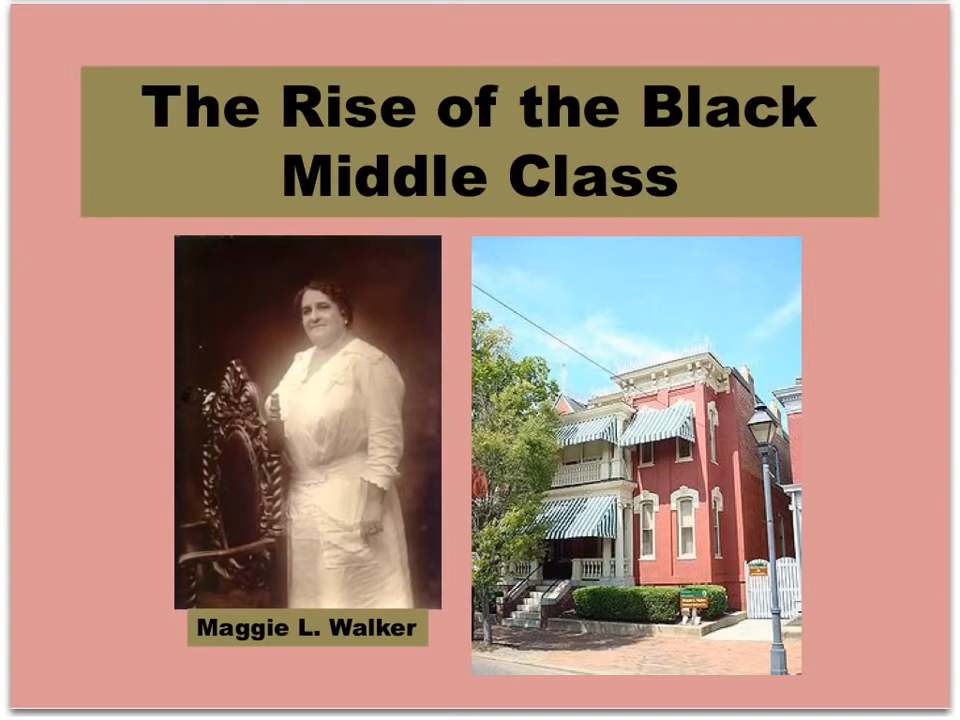 The Rise of the Black
Middle Class
Maggie L. Walker